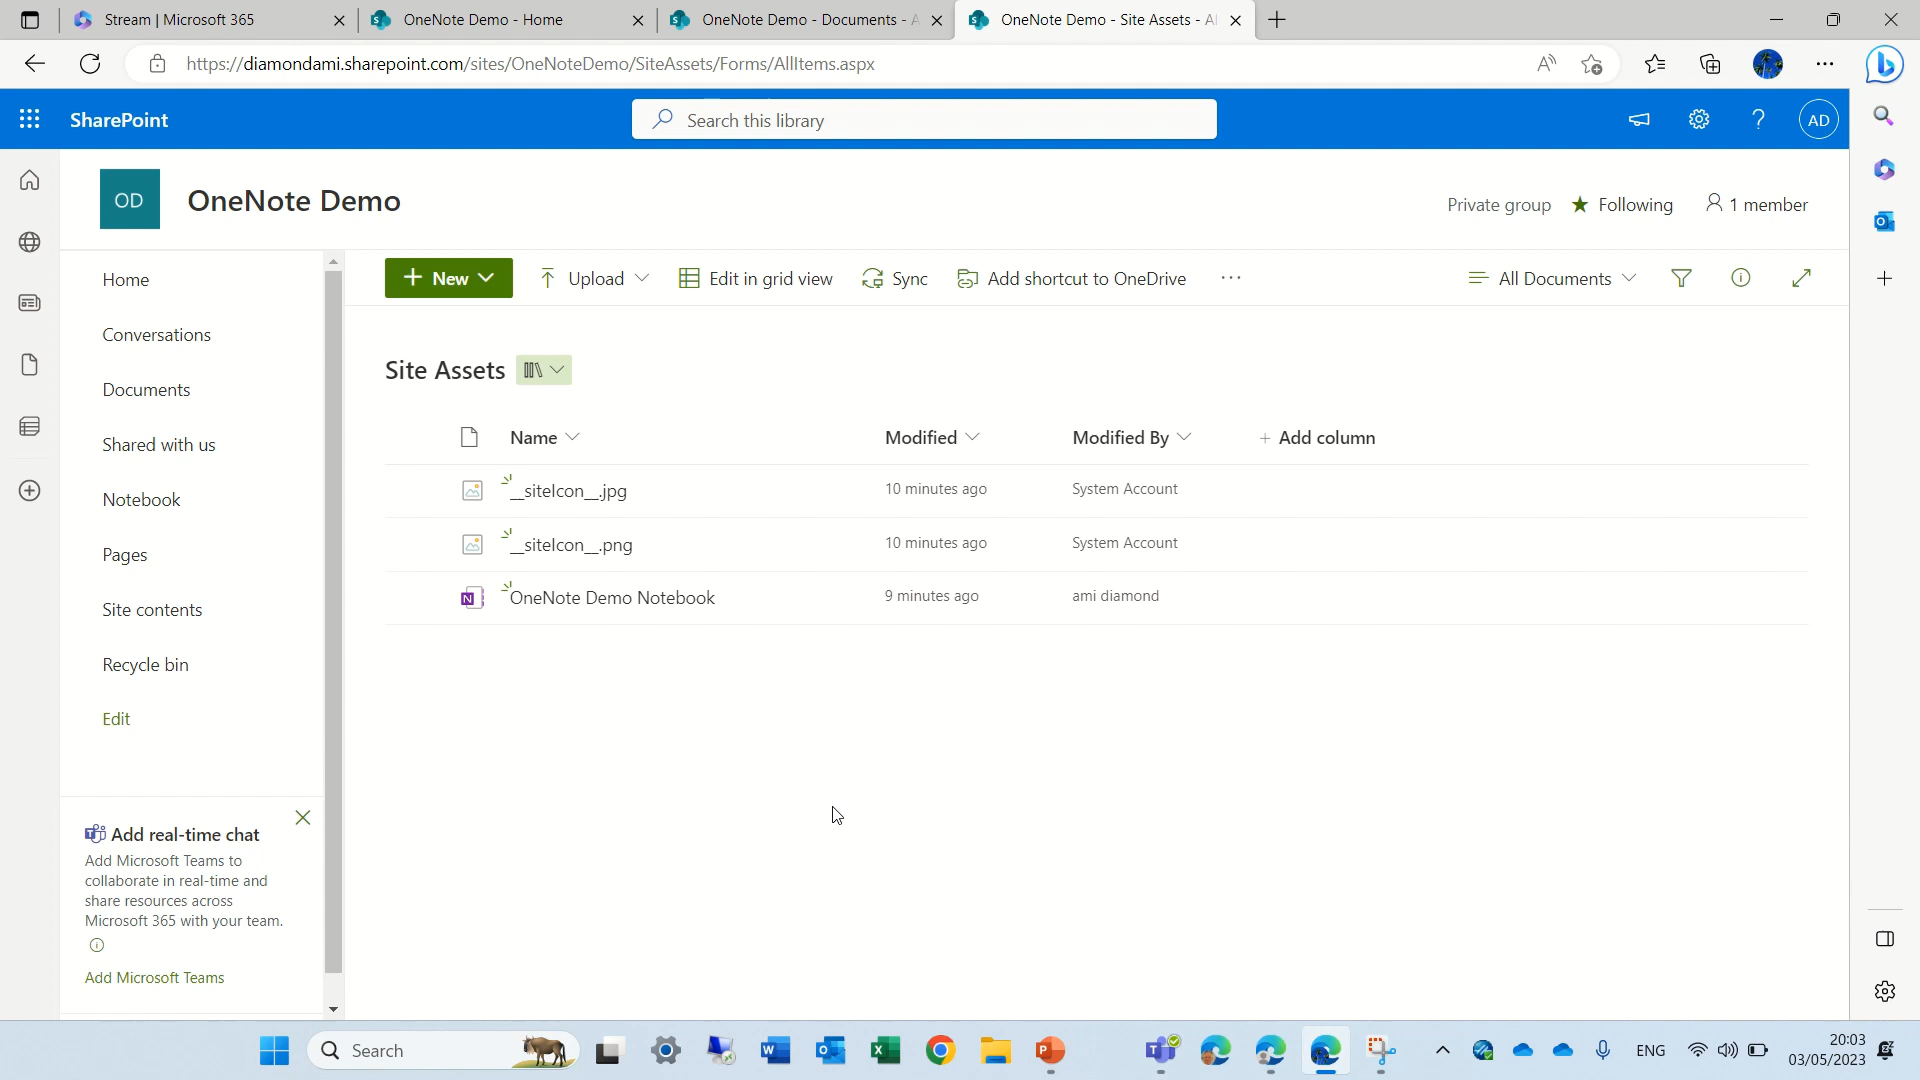 Stream | Microsoft 365
OneNote Demo - Home
OneNote Demo - Documents - A
OneNote Demo - Site Assets - Al
https://diamondami.sharepoint.com/sites/OneNoteDemo/SiteAssets/Forms/AllItems.aspx
SharePoint
Search this library
AD
OD
OneNote Demo
Private group
Following
1 member
Home
Conversations
Documents
Shared with us
Notebook
Pages
Site contents
Recycle bin
Edit
New
Upload
Edit in grid view
Sync
Add shortcut to OneDrive
All Documents
Site Assets
Name
Modified
Modified By
Add column
__siteIcon__.jpg
10 minutes ago
System Account
__siteIcon__.png
10 minutes ago
System Account
OneNote Demo Notebook
9 minutes ago
ami diamond
Add real-time chat
Add Microsoft Teams to
collaborate in real-time and
share resources across
Microsoft 365 with your team.
Add Microsoft Teams
Search
ENG
20:03
03/05/2023